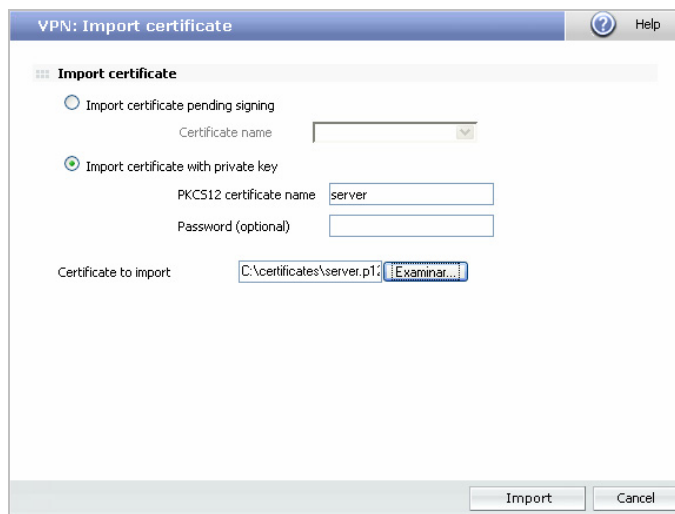 VPN: Import certificate
? Help
Import certificate
Import certificate pending signing
Certificate name
Import certificate with private key
PKCS12 certificate name server
Password (optional)
Certificate to import C:\certificates\server.p12 Examinar...
Import Cancel